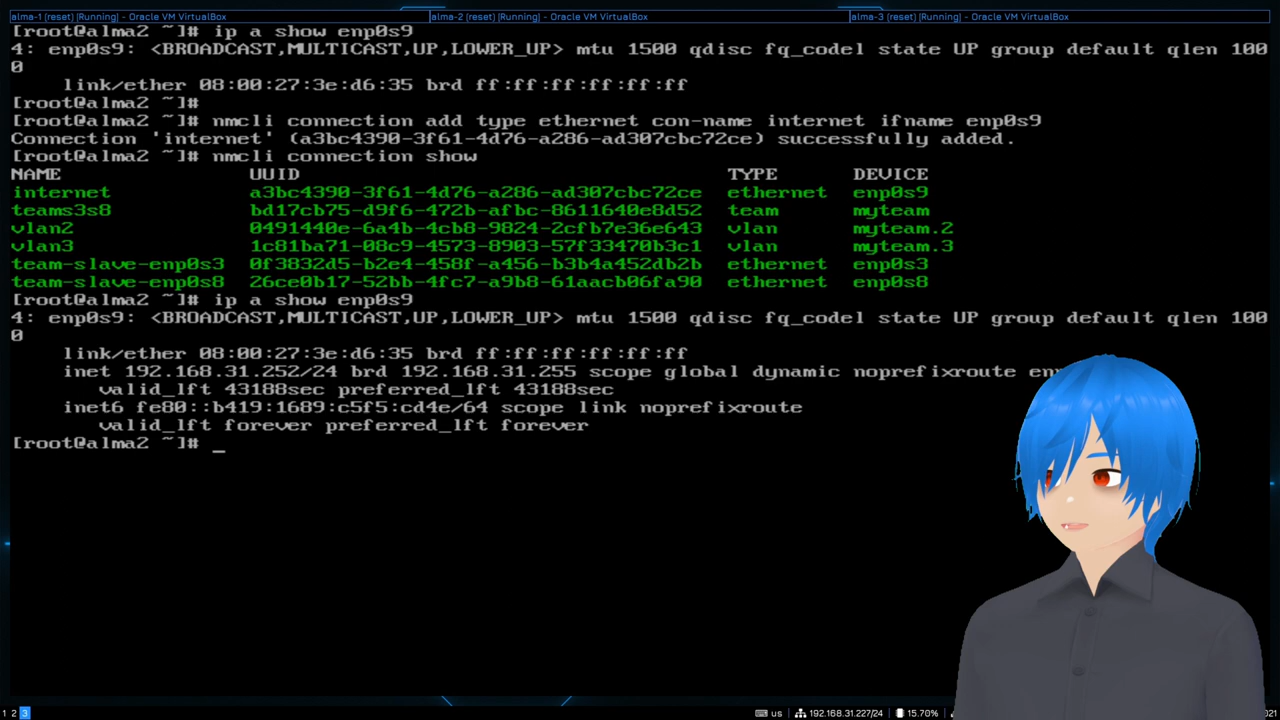 alma-1 (reset) [Running] - Oracle VM VirtualBox
alma-2 (reset) [Running] - Oracle VM VirtualBox
alma-3 (reset) [Running] - Oracle VM VirtualBox
[root@alma2 ~]# ip a show enp0s9
4: enp0s9: <BROADCAST,MULTICAST,UP,LOWER_UP> mtu 1500 qdisc fq_codel state UP group default qlen 100
0
link/ether 08:00:27:3e:d6:35 brd ff:ff:ff:ff:ff:ff
[root@alma2 ~]#
[root@alma2 ~]# nmcli connection add type ethernet con-name internet ifname enp0s9
Connection 'internet' (a3bc4390-3f61-4d76-a286-ad307cbc72ce) successfully added.
[root@alma2 ~]# nmcli connection show
NAME UUID TYPE DEVICE
internet a3bc4390-3f61-4d76-a286-ad307cbc72ce ethernet enp0s9
teams3s8 bd17cb75-d9f6-472b-afbc-8611640e8d52 team myteam
vlan2 0491440e-6a4b-4cb8-9824-2cfb7e36e643 vlan myteam.2
vlan3 1c81ba71-08c9-4573-8903-57f33470b3c1 vlan myteam.3
team-slave-enp0s3 0f3832d5-b2e4-458f-a456-b3b4a452db2b ethernet enp0s3
team-slave-enp0s8 26ce0b17-52bb-4fc7-a9b8-61aacb06fa90 ethernet enp0s8
[root@alma2 ~]# ip a show enp0s9
4: enp0s9: <BROADCAST,MULTICAST,UP,LOWER_UP> mtu 1500 qdisc fq_codel state UP group default qlen 100
0
link/ether 08:00:27:3e:d6:35 brd ff:ff:ff:ff:ff:ff
inet 192.168.31.252/24 brd 192.168.31.255 scope global dynamic noprefixroute
valid_lft 43188sec preferred_lft 43188sec
inet6 fe80::b419:1689:c5f5:cd4e/64 scope link noprefixroute
valid_lft forever preferred_lft forever
[root@alma2 ~]# _
1 2 3 us 192.168.31.227/24 15.70% 021